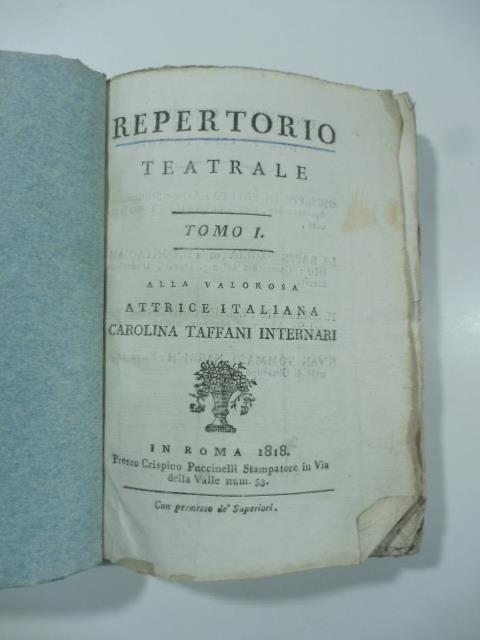 REPERTORIO
TEATRALE
TOMO I.
ALLA VALOROSA
ATTRICE ITALIANA
CAROLINA TAFFANI INTERNARI
IN ROMA 1818.
Presso Crispino Puccinelli Stampatore in Via
della Valle num. 53.
Con permesso de' Superiori.